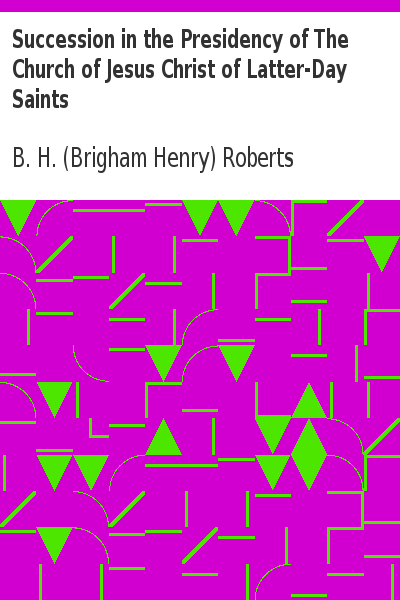 Succession in the Presidency of The
Church of Jesus Christ of Latter-Day
Saints
B. H. (Brigham Henry) Roberts